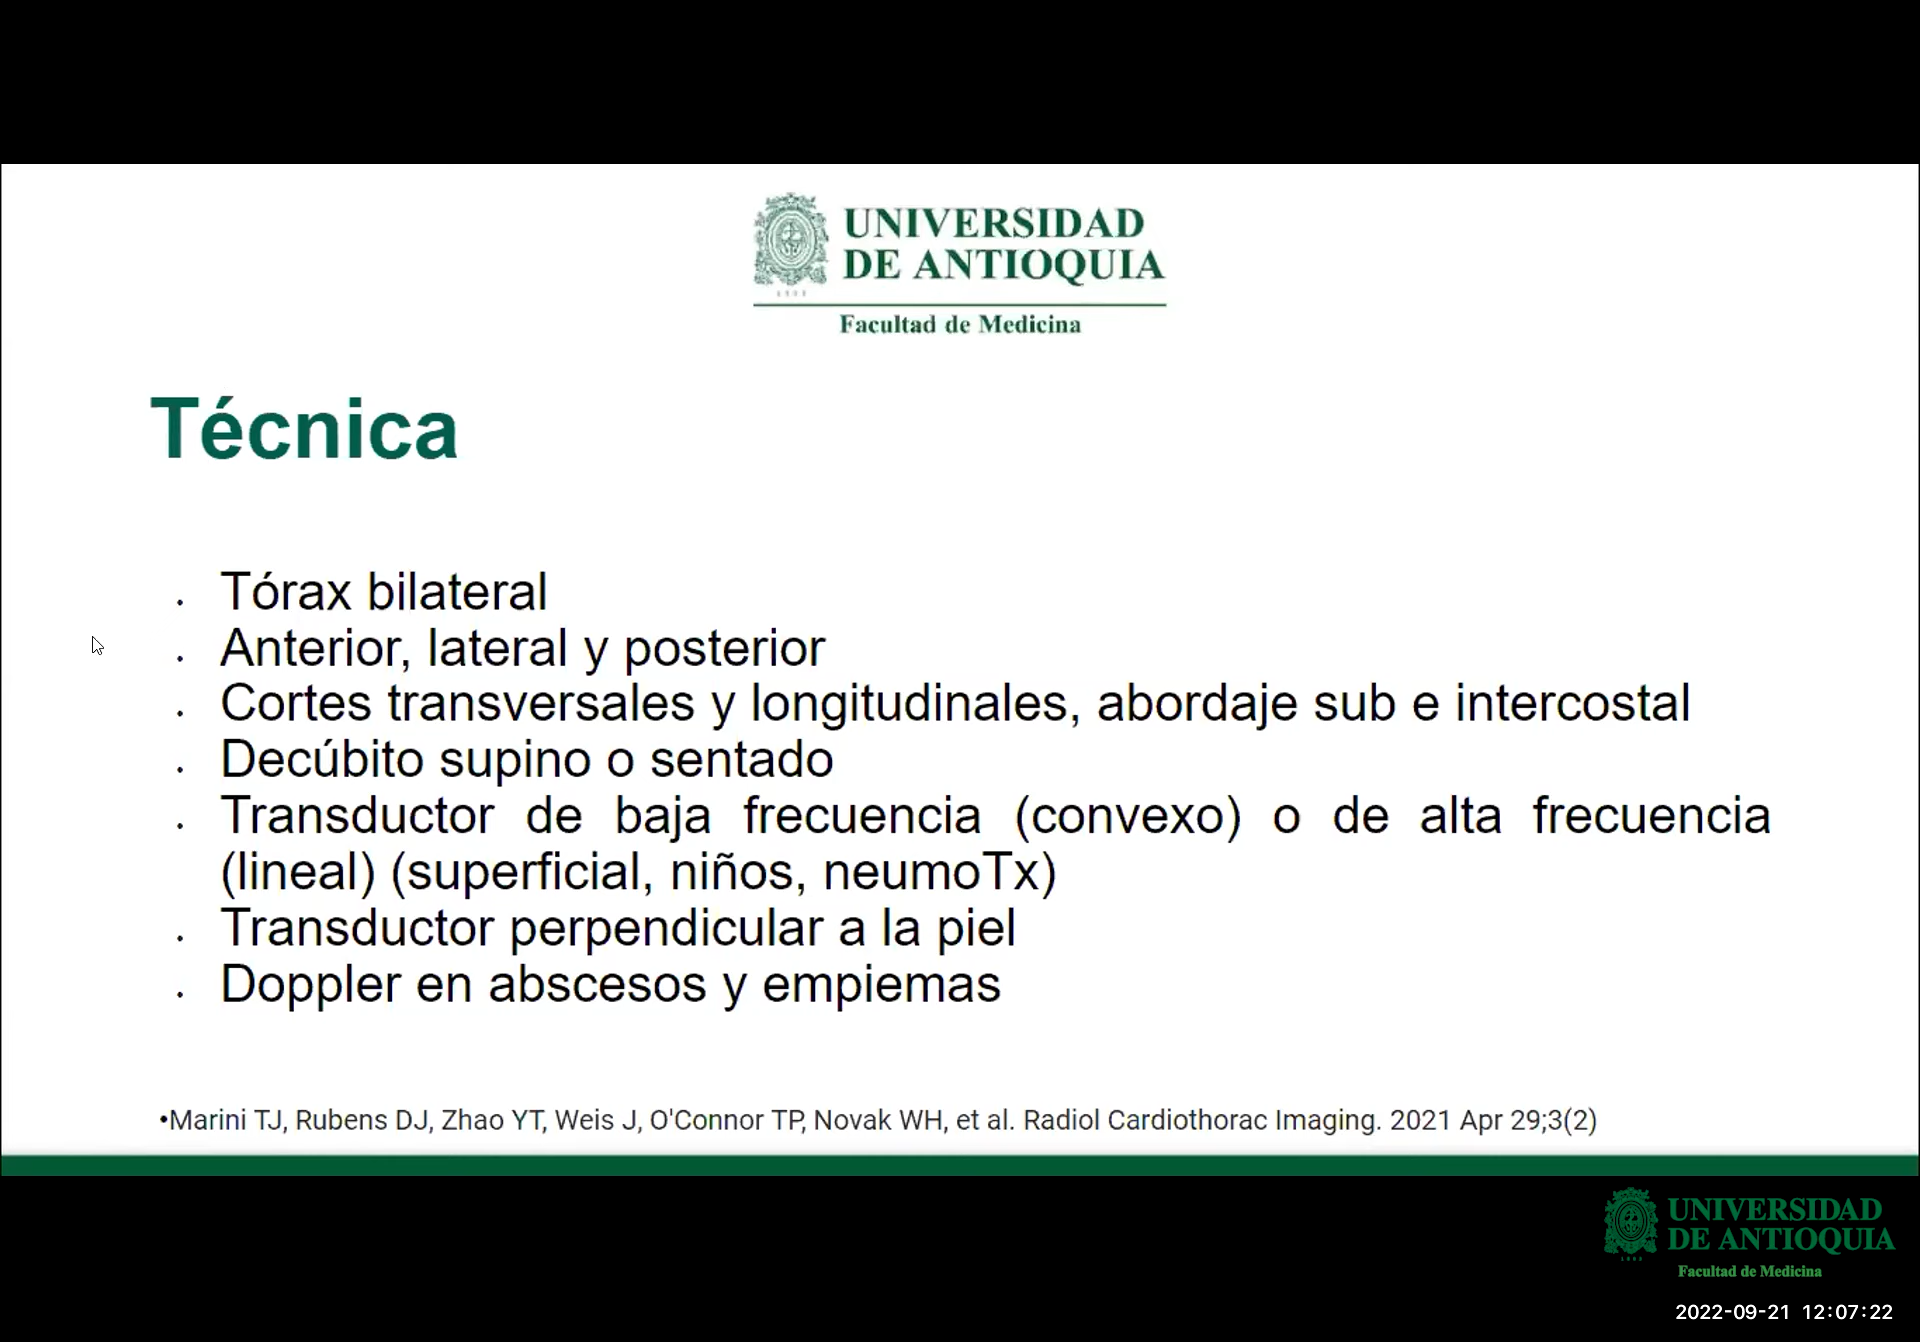 UNIVERSIDAD
DE ANTIOQUIA
1803
Facultad de Medicina
Técnica
• Tórax bilateral
• Anterior, lateral y posterior
• Cortes transversales y longitudinales, abordaje sub e intercostal
• Decúbito supino o sentado
• Transductor de baja frecuencia (convexo) o de alta frecuencia
(lineal) (superficial, niños, neumoTx)
• Transductor perpendicular a la piel
• Doppler en abscesos y empiemas
•Marini TJ, Rubens DJ, Zhao YT, Weis J, O'Connor TP, Novak WH, et al. Radiol Cardiothorac Imaging. 2021 Apr 29;3(2)
UNIVERSIDAD
DE ANTIOQUIA
1803
Facultad de Medicina
2022-09-21 12:07:22